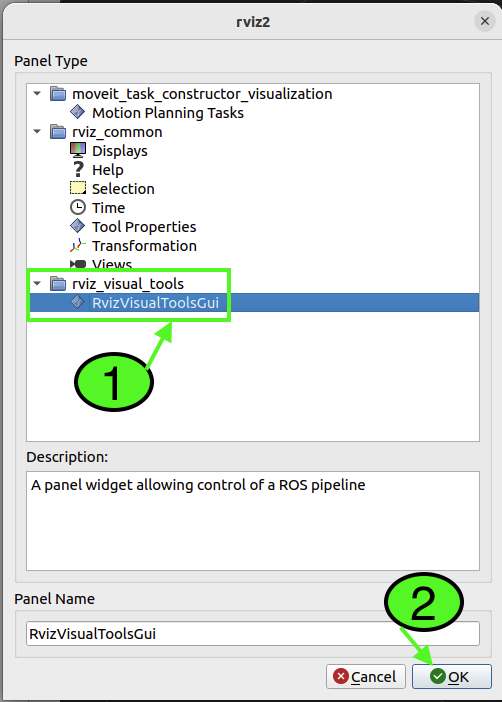 rviz2
Panel Type
moveit_task_constructor_visualization
Motion Planning Tasks
rviz_common
Displays
Help
Selection
Time
Tool Properties
Transformation
Views
rviz_visual_tools
RvizVisualToolsGui
1
Description:
A panel widget allowing control of a ROS pipeline
Panel Name
2
RvizVisualToolsGui
Cancel
OK